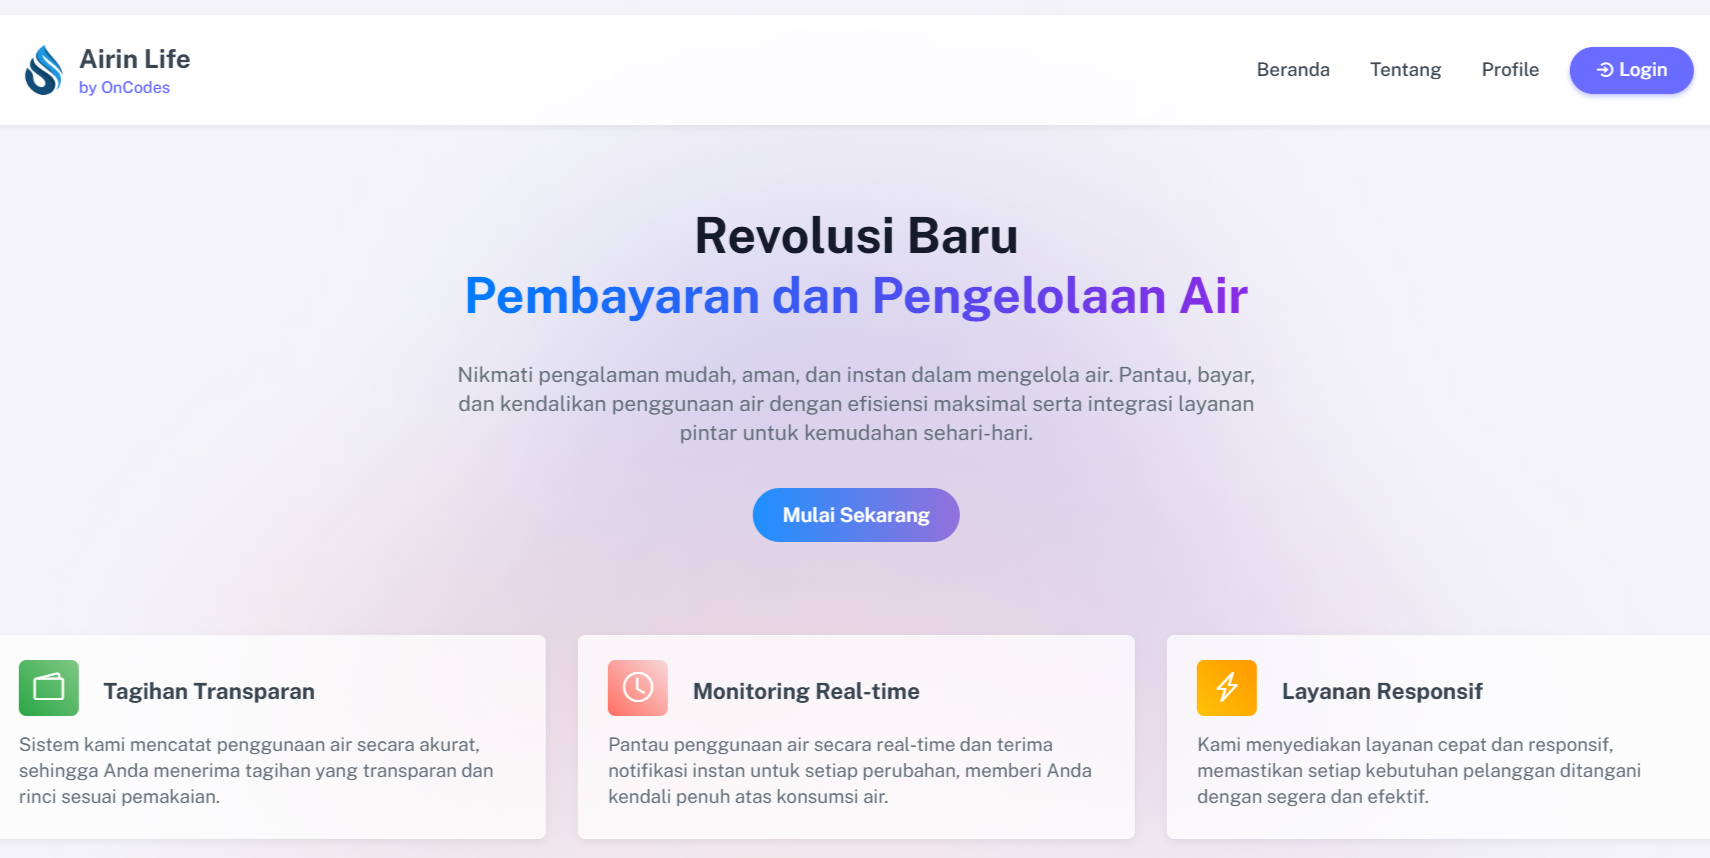 Airin Life
by OnCodes
Beranda
Tentang
Profile
Login
Revolusi Baru
Pembayaran dan Pengelolaan Air
Nikmati pengalaman mudah, aman, dan instan dalam mengelola air. Pantau, bayar,
dan kendalikan penggunaan air dengan efisiensi maksimal serta integrasi layanan
pintar untuk kemudahan sehari-hari.
Mulai Sekarang
Tagihan Transparan
Sistem kami mencatat penggunaan air secara akurat,
sehingga Anda menerima tagihan yang transparan dan
rinci sesuai pemakaian.
Monitoring Real-time
Pantau penggunaan air secara real-time dan terima
notifikasi instan untuk setiap perubahan, memberi Anda
kendali penuh atas konsumsi air.
Layanan Responsif
Kami menyediakan layanan cepat dan responsif,
memastikan setiap kebutuhan pelanggan ditangani
dengan segera dan efektif.